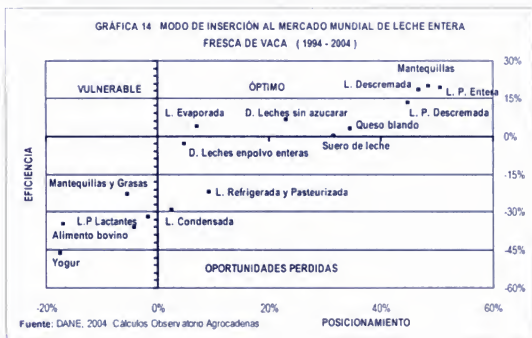 GRÁFICA 14 MODO DE INSERCIÓN AL MERCADO MUNDIAL DE LECHE ENTERA
FRESCA DE VACA ( 1994 - 2004 )
30%
Mantequillas
VULNERABLE
ÓPTIMO
L. Descremada
L. P. Entera
15%
L. Evaporada
D. Leches sin azucarar
L. P. Descremada
Queso blando
0%
D. Leches enpolvo enteras
Suero de leche
-15%
EFICIENCIA
Mantequillas y Grasas
L. Refrigerada y Pasteurizada
-30%
L.P Lactantes
L. Condensada
Alimento bovino
-45%
Yogur
OPORTUNIDADES PERDIDAS
-60%
-20%
0%
20%
40%
60%
Fuente: DANE, 2004 Cálculos Observatorio Agrocadenas
POSICIONAMIENTO